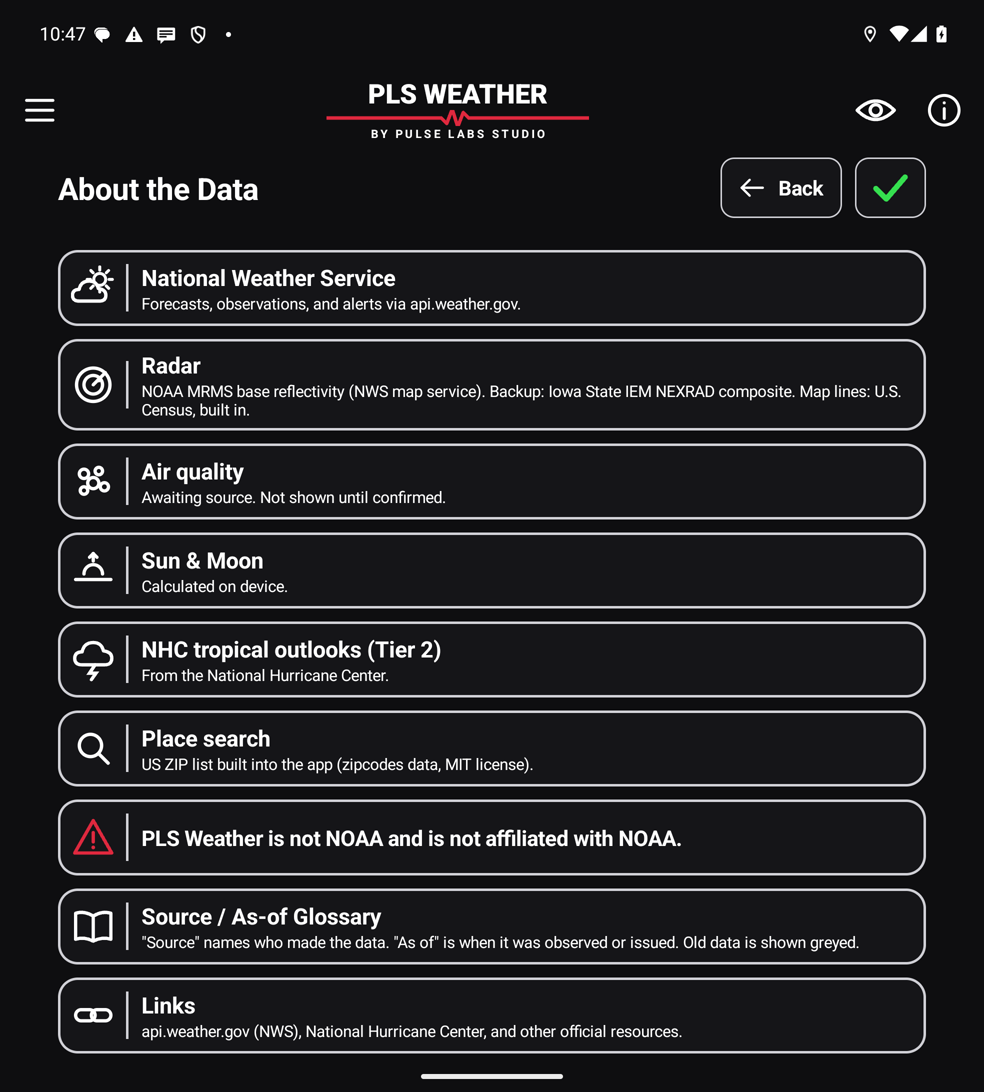 10:47
PLS WEATHER
BY PULSE LABS STUDIO
About the Data
Back
National Weather Service
Forecasts, observations, and alerts via api.weather.gov.
Radar
NOAA MRMS base reflectivity (NWS map service). Backup: Iowa State IEM NEXRAD composite. Map lines: U.S.
Census, built in.
Air quality
Awaiting source. Not shown until confirmed.
Sun & Moon
Calculated on device.
NHC tropical outlooks (Tier 2)
From the National Hurricane Center.
Place search
US ZIP list built into the app (zipcodes data, MIT license).
PLS Weather is not NOAA and is not affiliated with NOAA.
Source / As-of Glossary
"Source" names who made the data. "As of" is when it was observed or issued. Old data is shown greyed.
Links
api.weather.gov (NWS), National Hurricane Center, and other official resources.